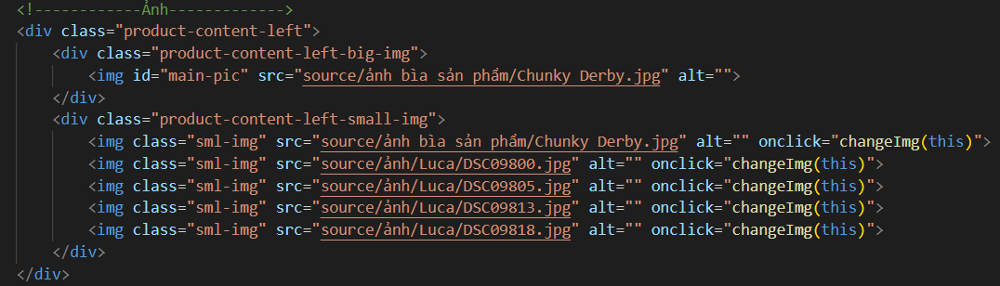 <!------------Ảnh------------->
<div class="product-content-left">
<div class="product-content-left-big-img">
<img id="main-pic" src="source/ảnh bìa sản phẩm/Chunky Derby.jpg" alt="">
</div>
<div class="product-content-left-small-img">
<img class="sml-img" src="source/ảnh bìa sản phẩm/Chunky Derby.jpg" alt="" onclick="changeImg(this)">
<img class="sml-img" src="source/ảnh/Luca/DSC09800.jpg" alt="" onclick="changeImg(this)">
<img class="sml-img" src="source/ảnh/Luca/DSC09805.jpg" alt="" onclick="changeImg(this)">
<img class="sml-img" src="source/ảnh/Luca/DSC09813.jpg" alt="" onclick="changeImg(this)">
<img class="sml-img" src="source/ảnh/Luca/DSC09818.jpg" alt="" onclick="changeImg(this)">
</div>
</div>